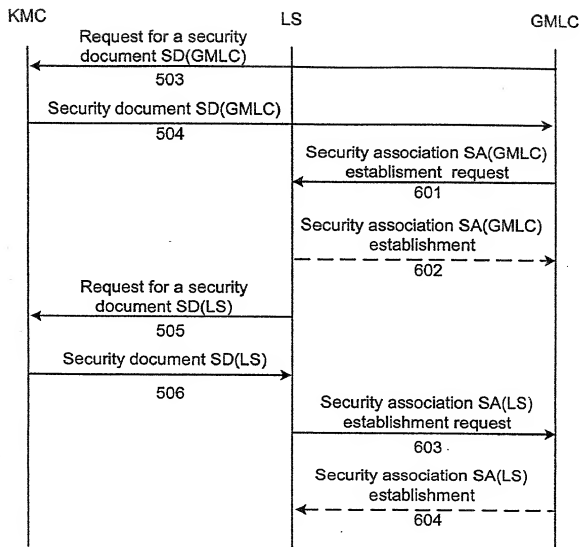 KMC LS GMLC
Request for a security
document SD(GMLC)
503
Security document SD(GMLC)
504
Security association SA(GMLC)
establisment request
601
Security association SA(GMLC)
establishment
602
Request for a security
document SD(LS)
505
Security document SD(LS)
506
Security association SA(LS)
establishment request
603
Security association SA(LS)
establishment
604